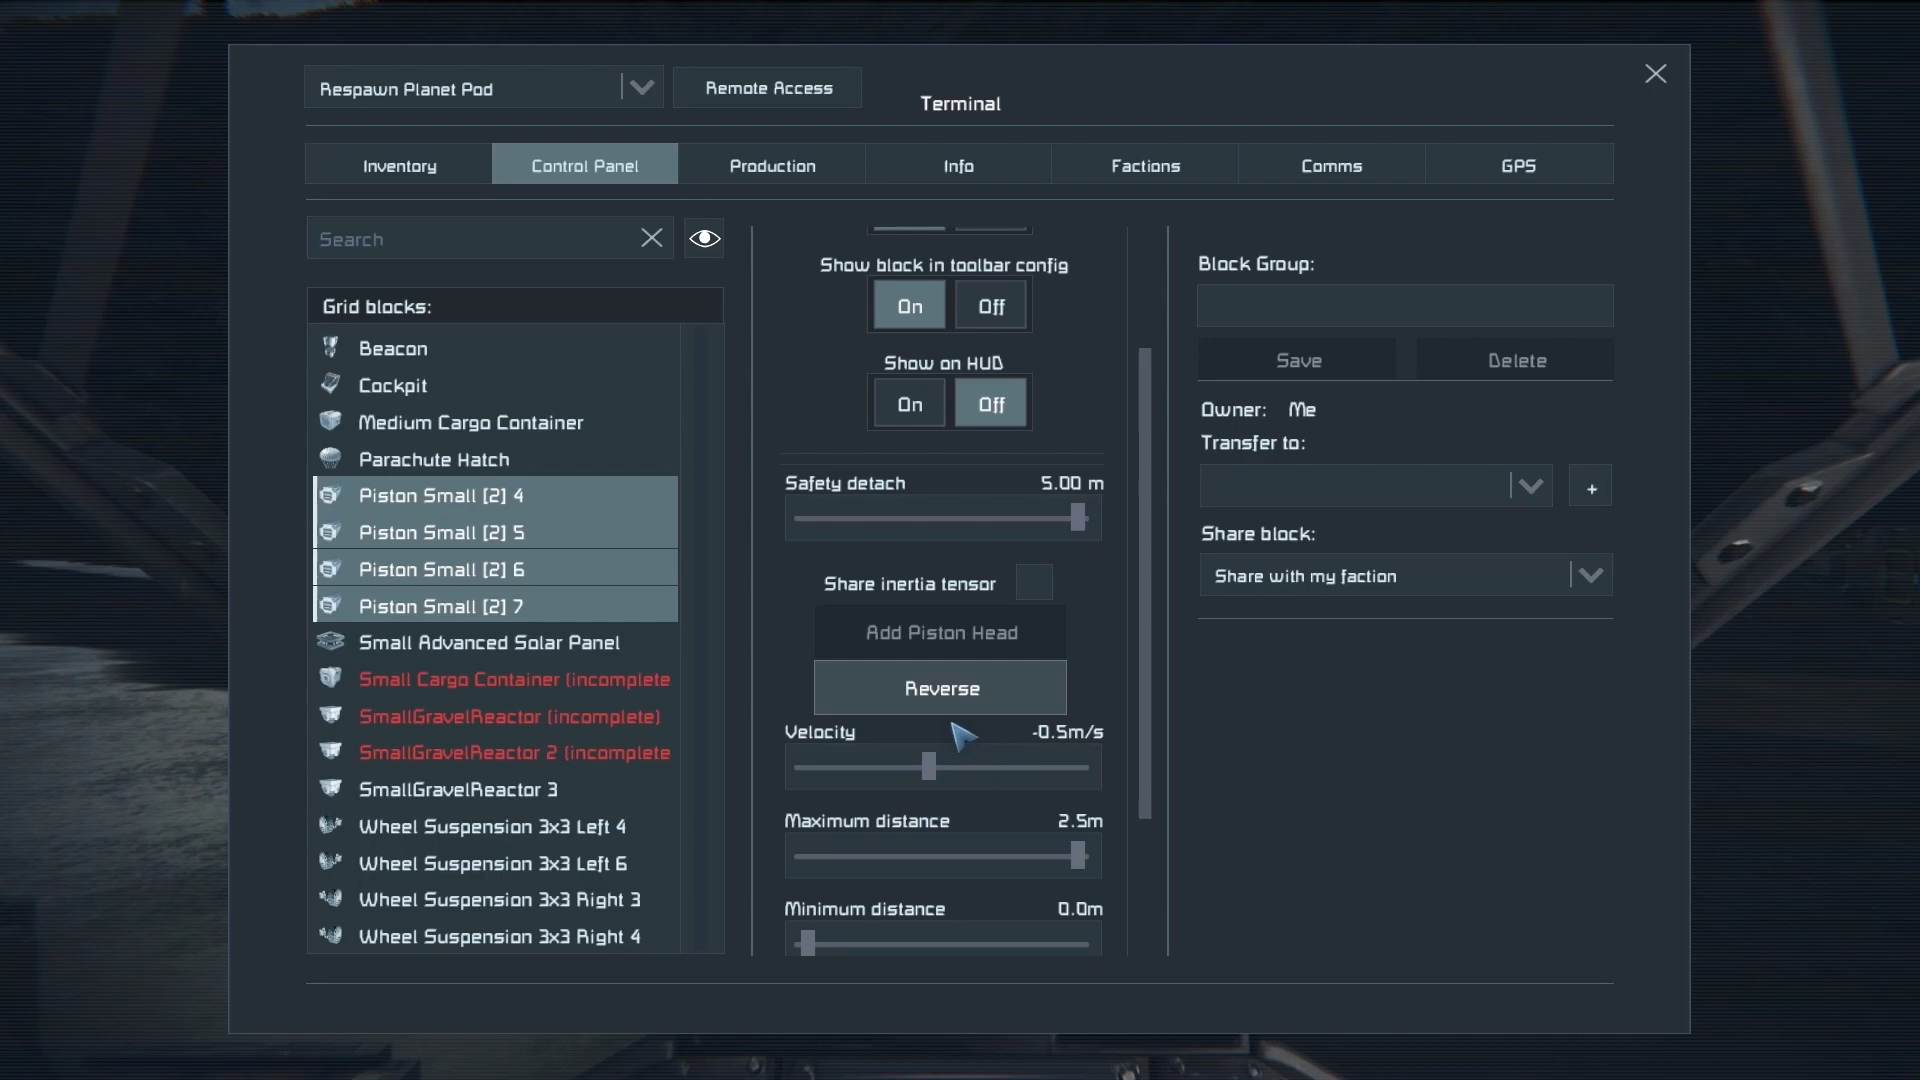 Respawn Planet Pod
Remote Access
Terminal
Inventory
Control Panel
Production
Info
Factions
Comms
GPS
Search
Grid blocks:
Beacon
Cockpit
Medium Cargo Container
Parachute Hatch
Piston Small [2] 4
Piston Small [2] 5
Piston Small [2] 6
Piston Small [2] 7
Small Advanced Solar Panel
Small Cargo Container (incomplete
SmallGravelReactor (incomplete)
SmallGravelReactor 2 (incomplete
SmallGravelReactor 3
Wheel Suspension 3x3 Left 4
Wheel Suspension 3x3 Left 6
Wheel Suspension 3x3 Right 3
Wheel Suspension 3x3 Right 4
Show block in toolbar config
On Off
Show on HUD
On Off
Safety detach 5.00 m
Share inertia tensor
Add Piston Head
Reverse
Velocity -0.5m/s
Maximum distance 2.5m
Minimum distance 0.0m
Block Group:
Save Delete
Owner: Me
Transfer to:
+
Share block:
Share with my faction